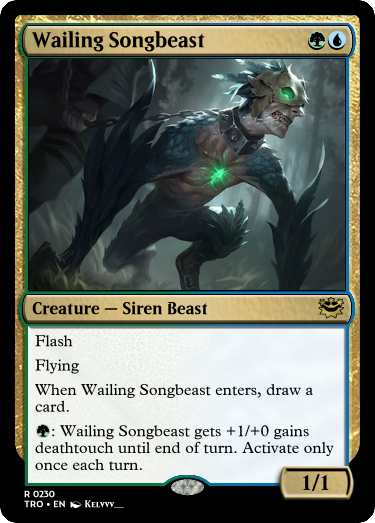 Wailing Songbeast
Creature — Siren Beast
Flash
Flying
When Wailing Songbeast enters, draw a
card.
: Wailing Songbeast gets +1/+0 gains
deathtouch until end of turn. Activate only
once each turn.
1/1
R 0230
TRO • EN Kelvvv__